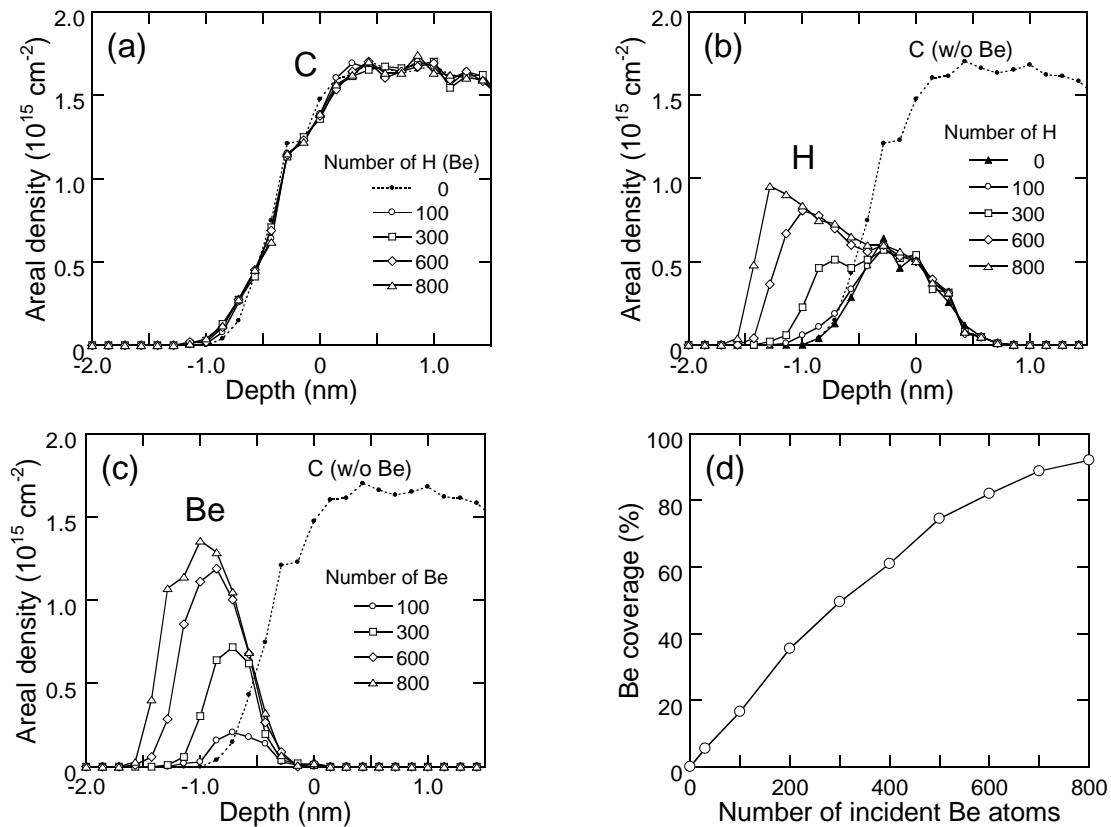 (a)
C
Number of H (Be)
0
100
300
600
800
Areal density (10^15 cm^-2)
2.0
1.5
1.0
0.5
0
-2.0 -1.0 0 1.0
Depth (nm)
(b)
C (w/o Be)
H
Number of H
0
100
300
600
800
Areal density (10^15 cm^-2)
2.0
1.5
1.0
0.5
0
-2.0 -1.0 0 1.0
Depth (nm)
(c)
C (w/o Be)
Be
Number of Be
100
300
600
800
Areal density (10^15 cm^-2)
2.0
1.5
1.0
0.5
0
-2.0 -1.0 0 1.0
Depth (nm)
(d)
Be coverage (%)
100
80
60
40
20
0
0 200 400 600 800
Number of incident Be atoms